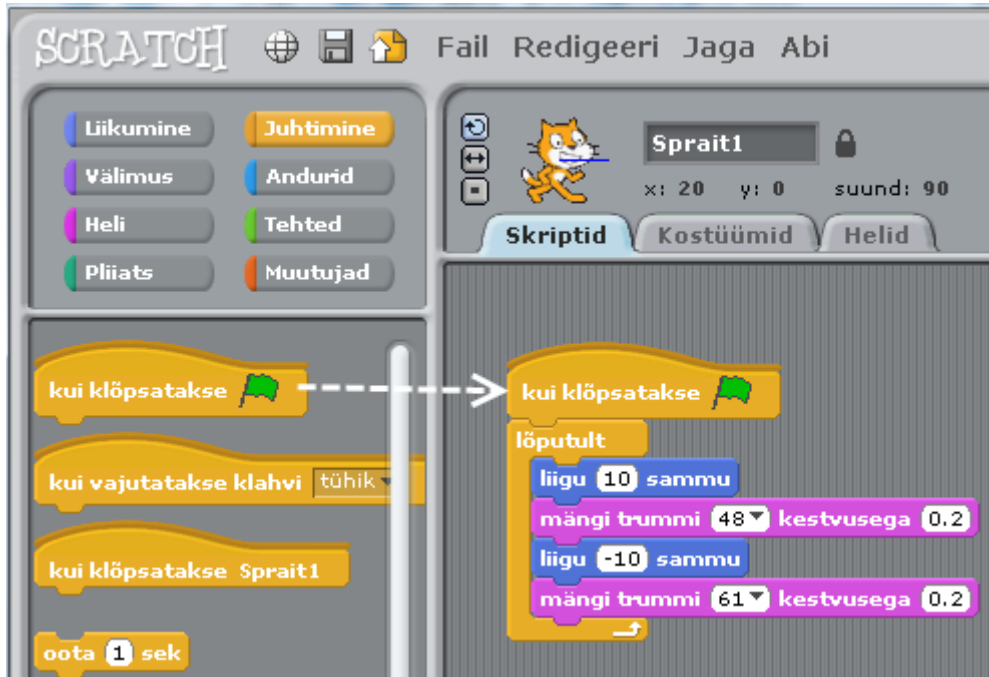 SCRATCH Fail Redigeeri Jaga Abi
Liikumine Juhtimine
Välimus Andurid
Heli Tehted
Pliiats Muutujad
Sprait1
x: 20 y: 0 suund: 90
Skriptid Kostüümid Helid
kui klõpsatakse
kui vajutatakse klahvi tühik
kui klõpsatakse Sprait1
oota 1 sek
kui klõpsatakse
lõputult
liigu 10 sammu
mängi trummi 48 kestvusega 0.2
liigu -10 sammu
mängi trummi 61 kestvusega 0.2